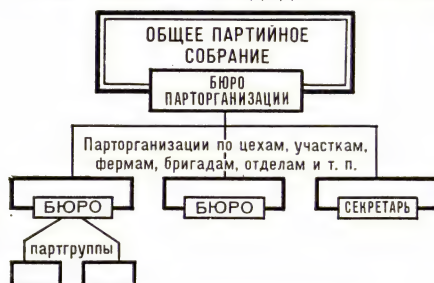 ОБЩЕЕ ПАРТИЙНОЕ
СОБРАНИЕ
БЮРО
ПАРТОРГАНИЗАЦИИ
Парторганизации по цехам, участкам,
фермам, бригадам, отделам и т. п.
БЮРО
БЮРО
СЕКРЕТАРЬ
партгруппы